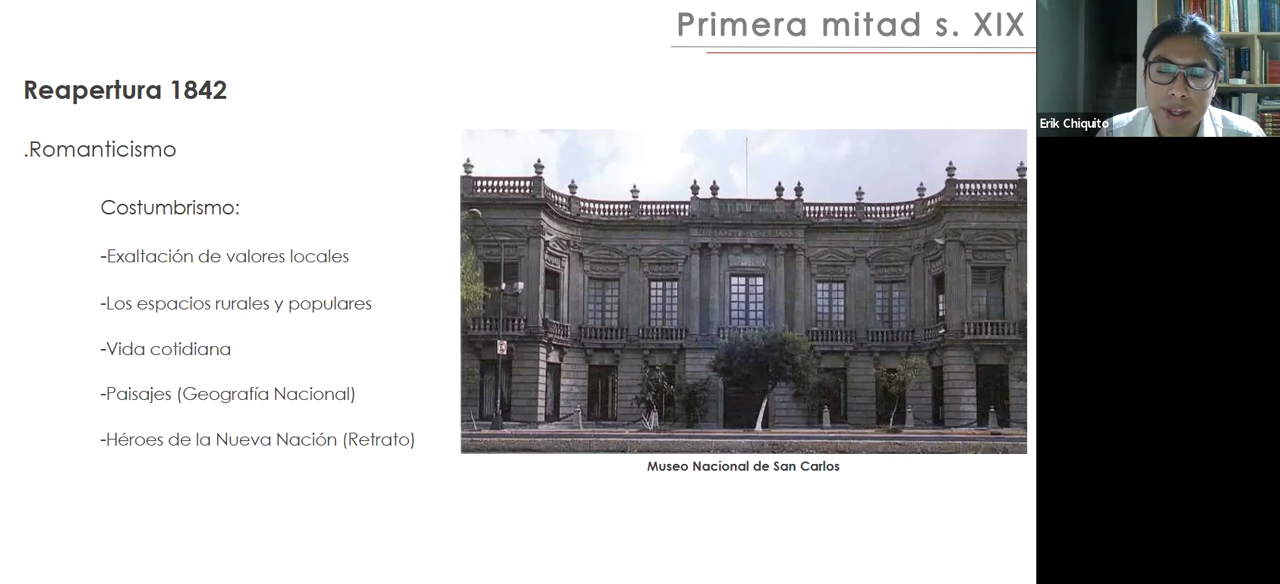 Primera mitad s. XIX
Reapertura 1842
.Romanticismo
Costumbrismo:
-Exaltación de valores locales
-Los espacios rurales y populares
-Vida cotidiana
-Paisajes (Geografía Nacional)
-Héroes de la Nueva Nación (Retrato)
Museo Nacional de San Carlos
Erik Chiquito